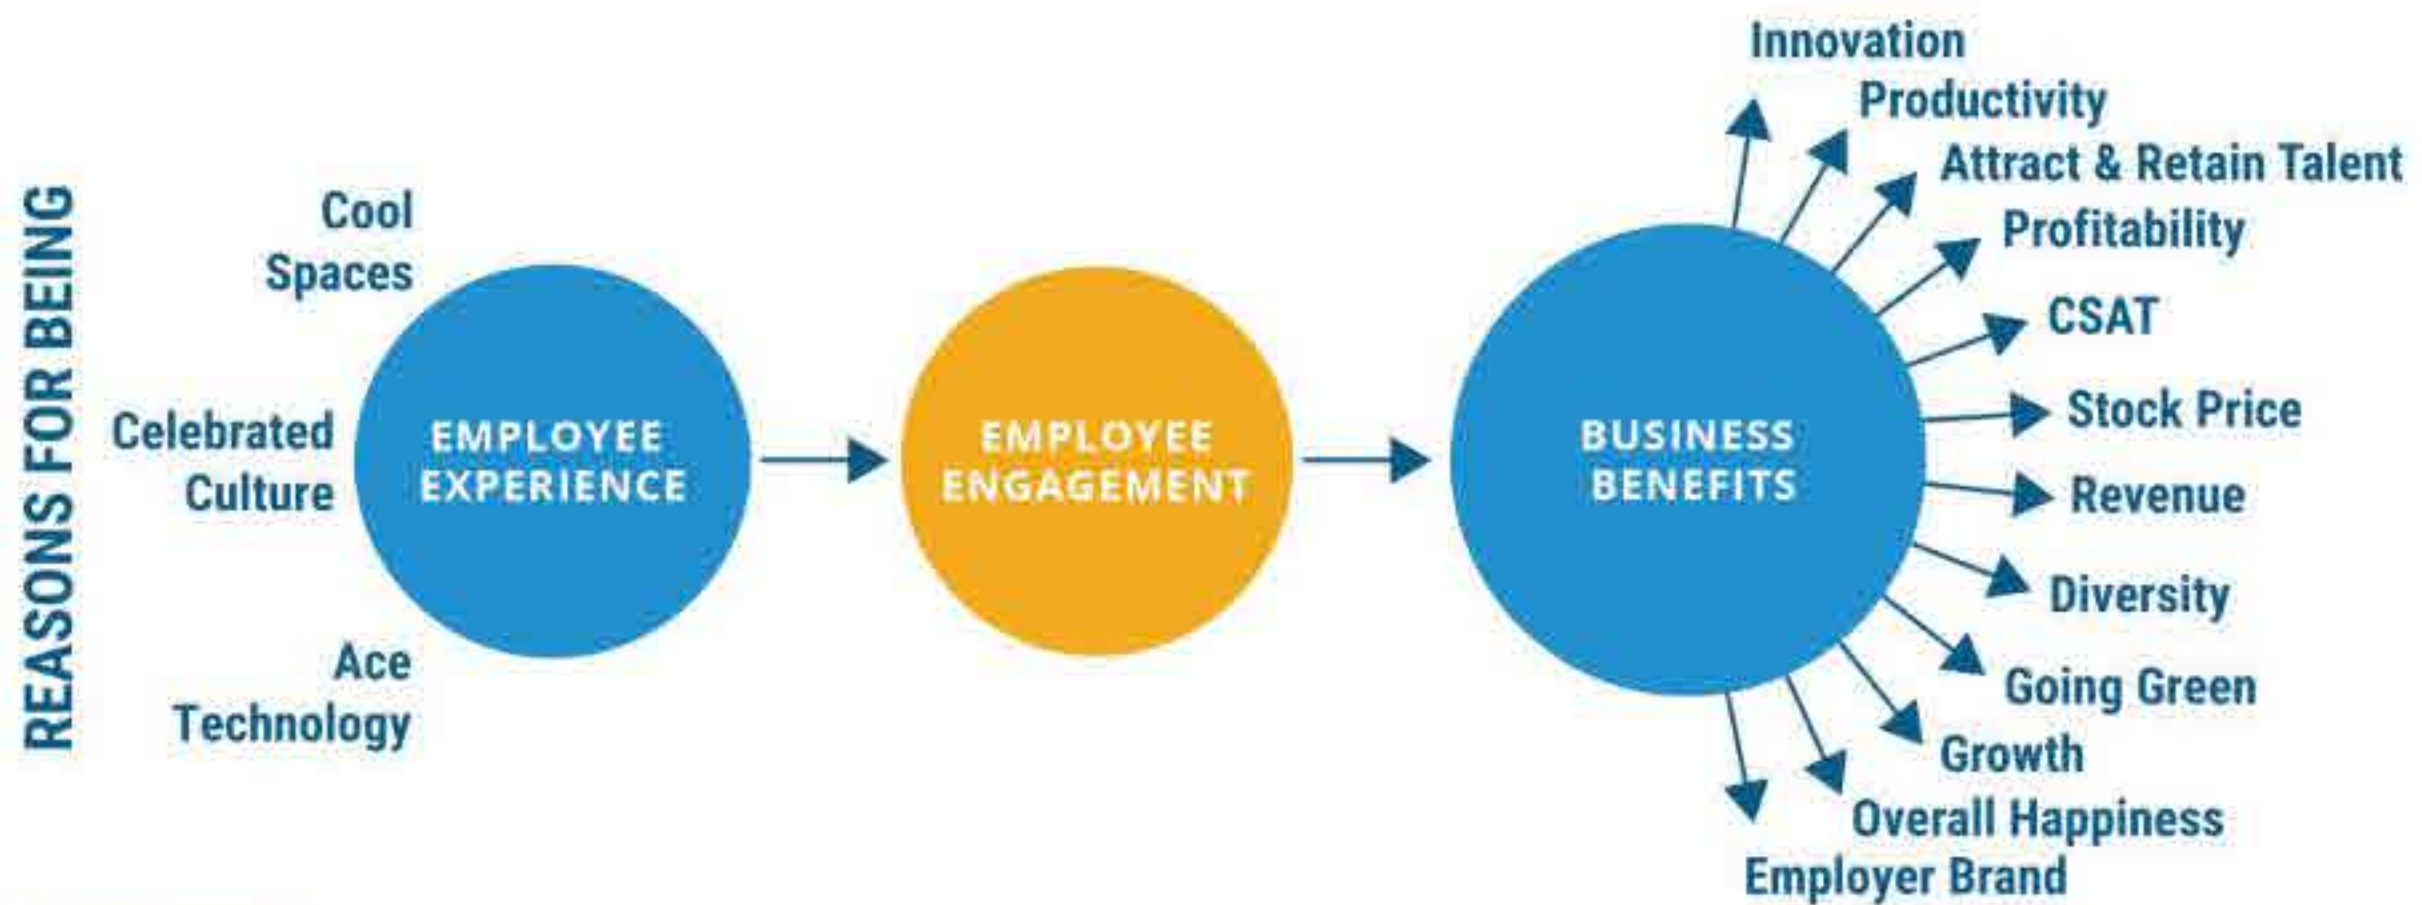 REASONS FOR BEING
Cool
Spaces
Celebrated
Culture
Ace
Technology
EMPLOYEE
EXPERIENCE
EMPLOYEE
ENGAGEMENT
BUSINESS
BENEFITS
Innovation
Productivity
Attract & Retain Talent
Profitability
CSAT
Stock Price
Revenue
Diversity
Going Green
Growth
Overall Happiness
Employer Brand